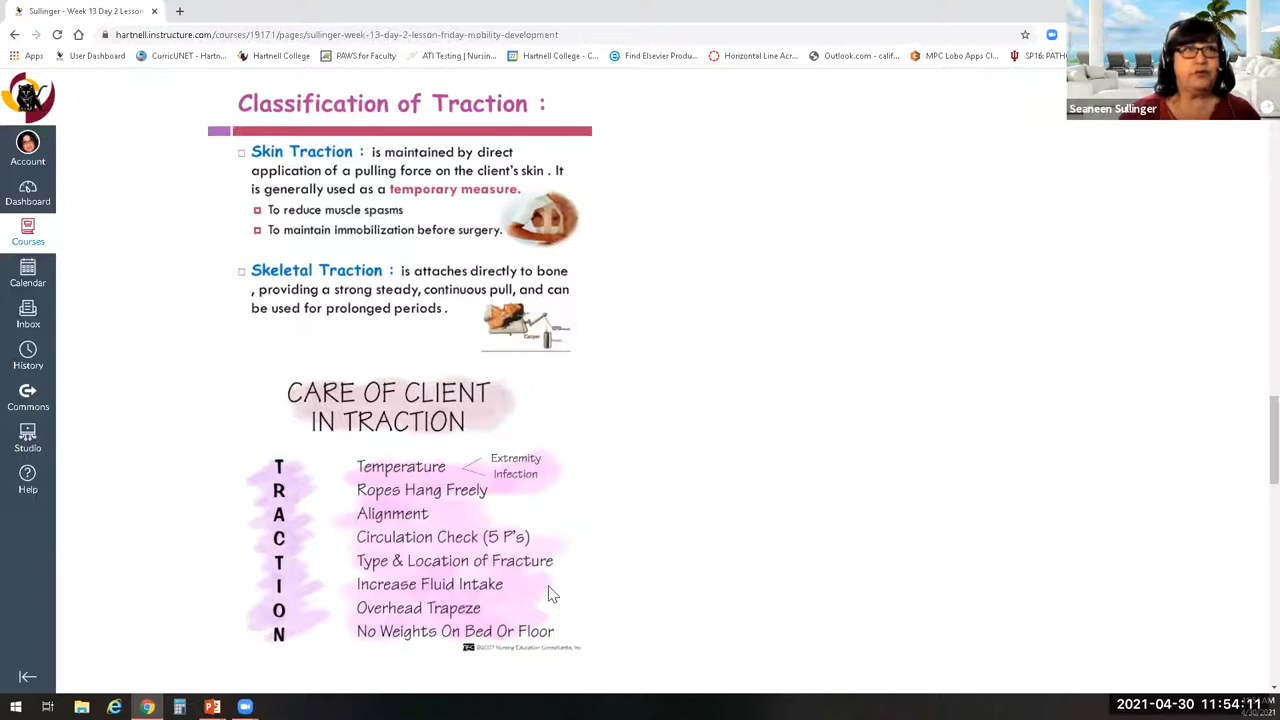 Sullinger - Week 13 Day 2 Lesson
hartnell.instructure.com/courses/19171/pages/sullinger-week-13-day-2-lesson-friday-mobility-development
Apps
User Dashboard
CurricUNET - Hartn...
Hartnell College
PAWS
Faculty
ATI Testing | Nursin...
Hartnell College - C...
Find Elsevier Produ...
Horizontal Line Acr...
Outlook.com - calif...
MPC Lobo Apps Cl...
SP16: PATH
Seaneen Sullinger
Account
Dashboard
Courses
Calendar
Inbox
History
Commons
Studio
Help
Classification of Traction :
Skin Traction : is maintained by direct
application of a pulling force on the client's skin . It
is generally used as a temporary measure.
To reduce muscle spasms
To maintain immobilization before surgery.
Skeletal Traction : is attaches directly to bone
, providing a strong steady, continuous pull, and can
be used for prolonged periods .
CARE OF CLIENT
IN TRACTION
T Temperature Extremity
Infection
R Ropes Hang Freely
A Alignment
C Circulation Check (5 P's)
T Type & Location of Fracture
I Increase Fluid Intake
O Overhead Trapeze
N No Weights On Bed Or Floor
©2007 Nursing Education Consultants, Inc
2021-04-30 11:54:11